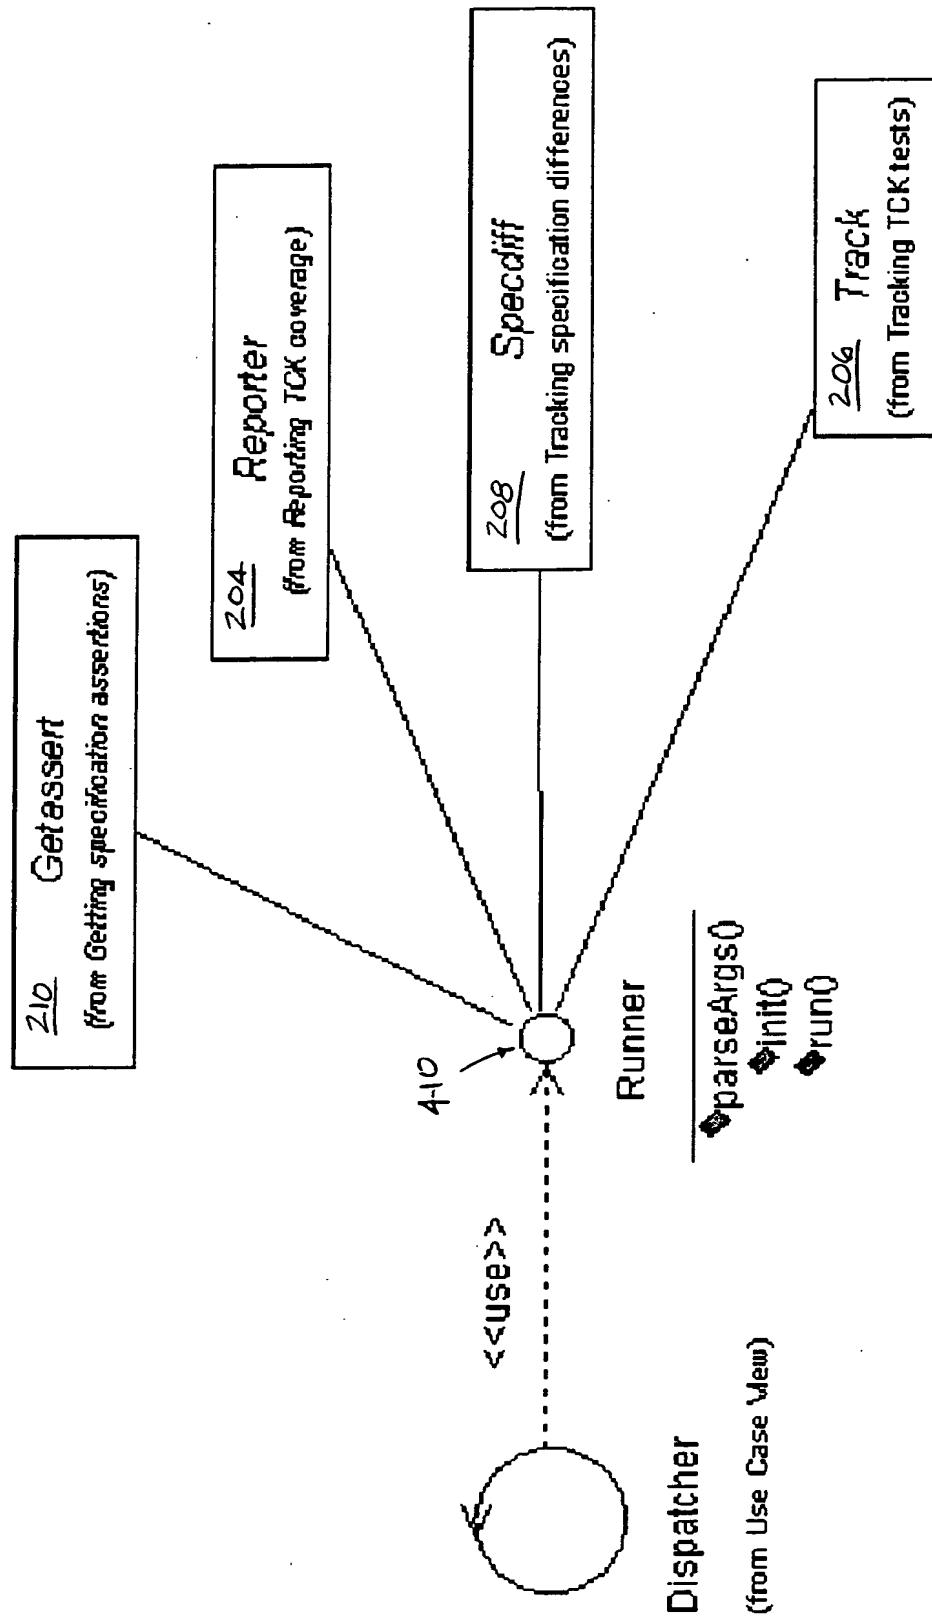 210 Getassert
(from Getting specification assertions)
204 Reporter
(from Reporting TCK coverage)
208 Specdiff
(from Tracking specification differences)
206 Track
(from Tracking TCK tests)
410
Runner
parseArgs()
init()
run()
<<use>>
Dispatcher
(from Use Case View)